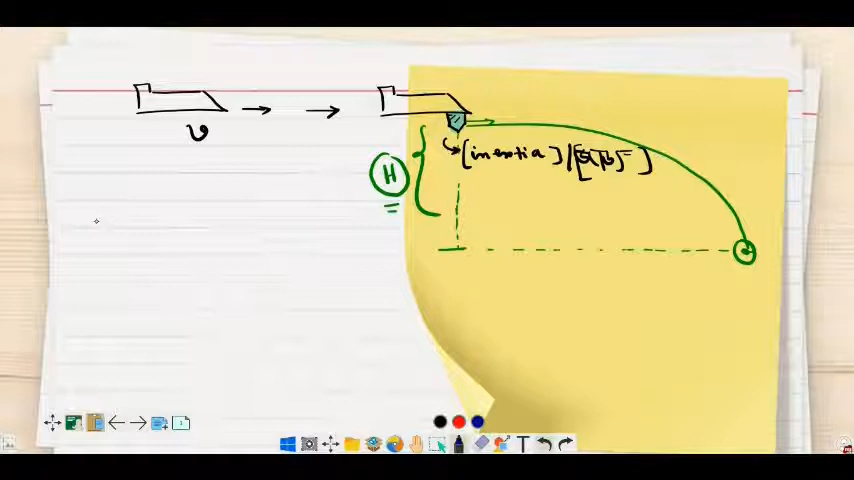 υ
[inertia] /
H